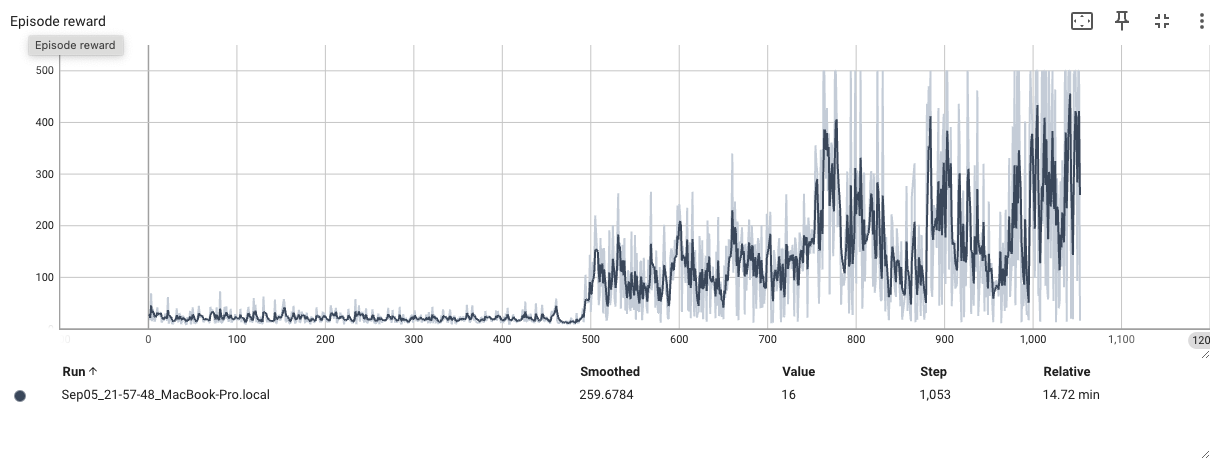 Episode reward
Episode reward
500
400
300
200
100
0 100 200 300 400 500 600 700 800 900 1,000 1,100 120
Run ↑ Smoothed Value Step Relative
Sep05_21-57-48_MacBook-Pro.local 259.6784 16 1,053 14.72 min